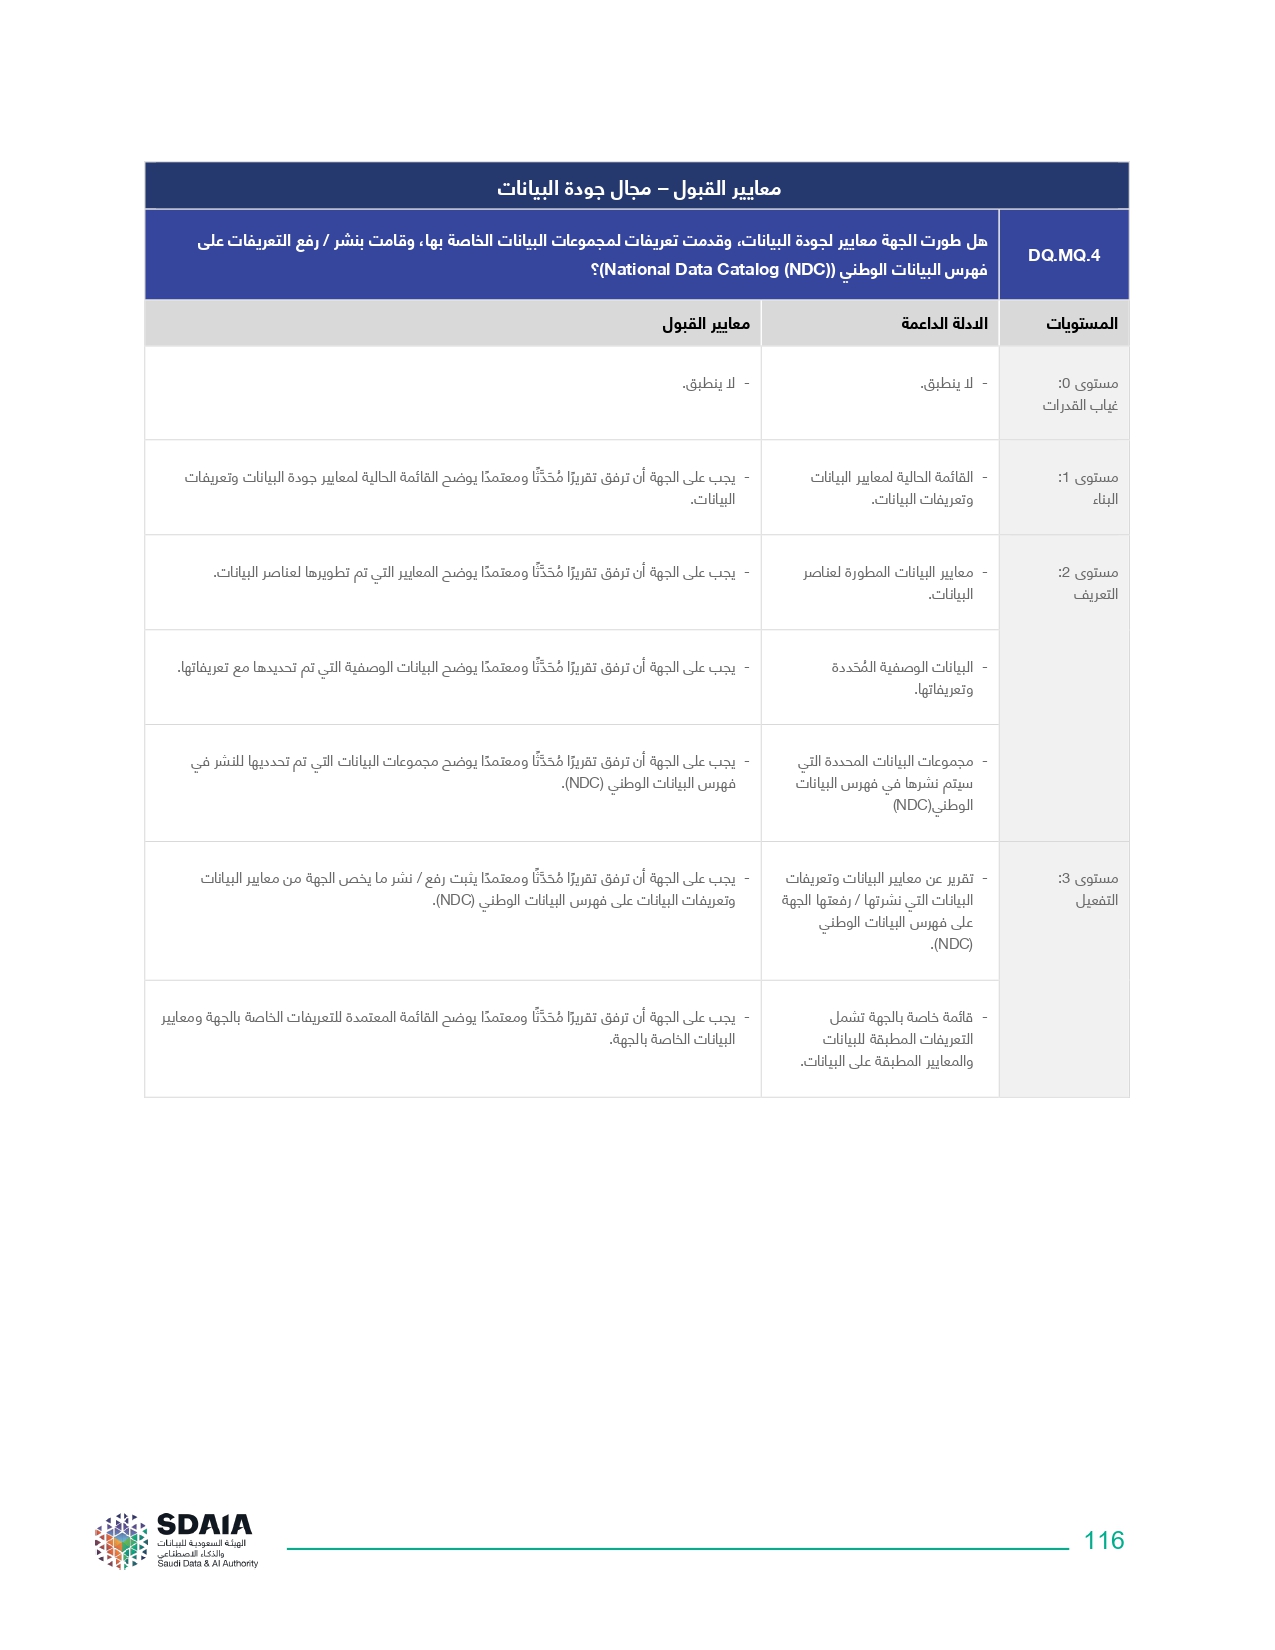 معايير القبول – مجال جودة البيانات
DQ.MQ.4
هل طورت الجهة معايير لجودة البيانات، وقدمت تعريفات لمجموعات البيانات الخاصة بها، وقامت بنشر / رفع التعريفات على
فهرس البيانات الوطني (National Data Catalog (NDC))؟
المستويات
الادلة الداعمة
معايير القبول
مستوى 0:
غياب القدرات
- لا ينطبق.
- لا ينطبق.
مستوى 1:
البناء
- القائمة الحالية لمعايير البيانات
وتعريفات البيانات.
- يجب على الجهة أن ترفق تقريرًا مُحَدَّثًا ومعتمدًا يوضح القائمة الحالية لمعايير جودة البيانات وتعريفات
البيانات.
مستوى 2:
التعريف
- معايير البيانات المطورة لعناصر
البيانات.
- يجب على الجهة أن ترفق تقريرًا مُحَدَّثًا ومعتمدًا يوضح المعايير التي تم تطويرها لعناصر البيانات.
- البيانات الوصفية المُحَددة
وتعريفاتها.
- يجب على الجهة أن ترفق تقريرًا مُحَدَّثًا ومعتمدًا يوضح البيانات الوصفية التي تم تحديدها مع تعريفاتها.
- مجموعات البيانات المحددة التي
سيتم نشرها في فهرس البيانات
الوطني(NDC)
- يجب على الجهة أن ترفق تقريرًا مُحَدَّثًا ومعتمدًا يوضح مجموعات البيانات التي تم تحدديها للنشر في
فهرس البيانات الوطني (NDC).
مستوى 3:
التفعيل
- تقرير عن معايير البيانات وتعريفات
البيانات التي نشرتها / رفعتها الجهة
على فهرس البيانات الوطني
(NDC).
- يجب على الجهة أن ترفق تقريرًا مُحَدَّثًا ومعتمدًا يثبت رفع / نشر ما يخص الجهة من معايير البيانات
وتعريفات البيانات على فهرس البيانات الوطني (NDC).
- قائمة خاصة بالجهة تشمل
التعريفات المطبقة للبيانات
والمعايير المطبقة على البيانات.
- يجب على الجهة أن ترفق تقريرًا مُحَدَّثًا ومعتمدًا يوضح القائمة المعتمدة للتعريفات الخاصة بالجهة ومعايير
البيانات الخاصة بالجهة.
SDAIA
الهيئة السعودية للبيانات
والذكاء الاصطناعي
Saudi Data & AI Authority
116